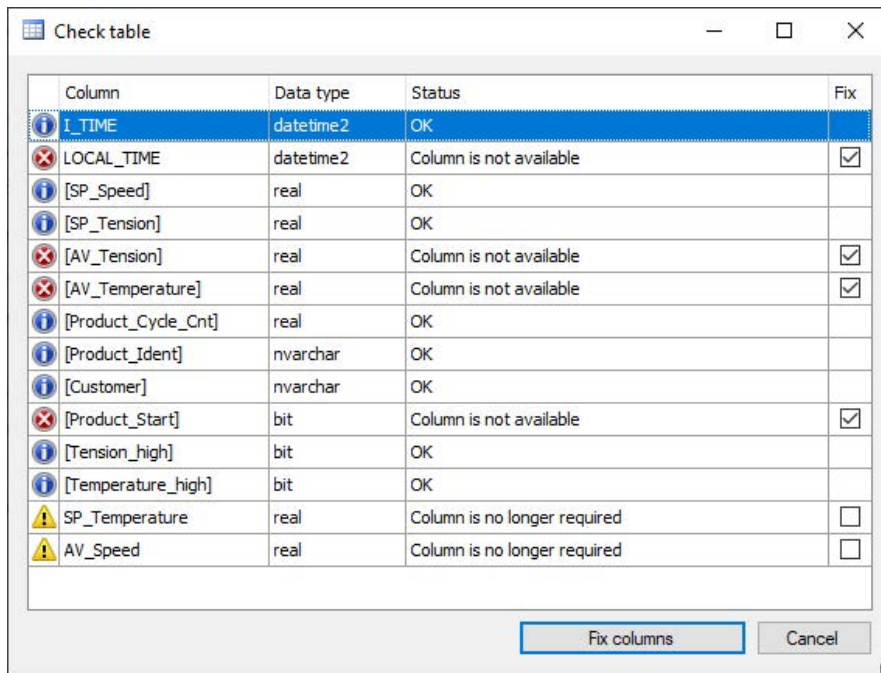 Check table
Column Data type Status Fix
I_TIME datetime2 OK
LOCAL_TIME datetime2 Column is not available
[SP_Speed] real OK
[SP_Tension] real OK
[AV_Tension] real Column is not available
[AV_Temperature] real Column is not available
[Product_Cycle_Cnt] real OK
[Product_Ident] nvarchar OK
[Customer] nvarchar OK
[Product_Start] bit Column is not available
[Tension_high] bit OK
[Temperature_high] bit OK
SP_Temperature real Column is no longer required
AV_Speed real Column is no longer required
Fix columns Cancel